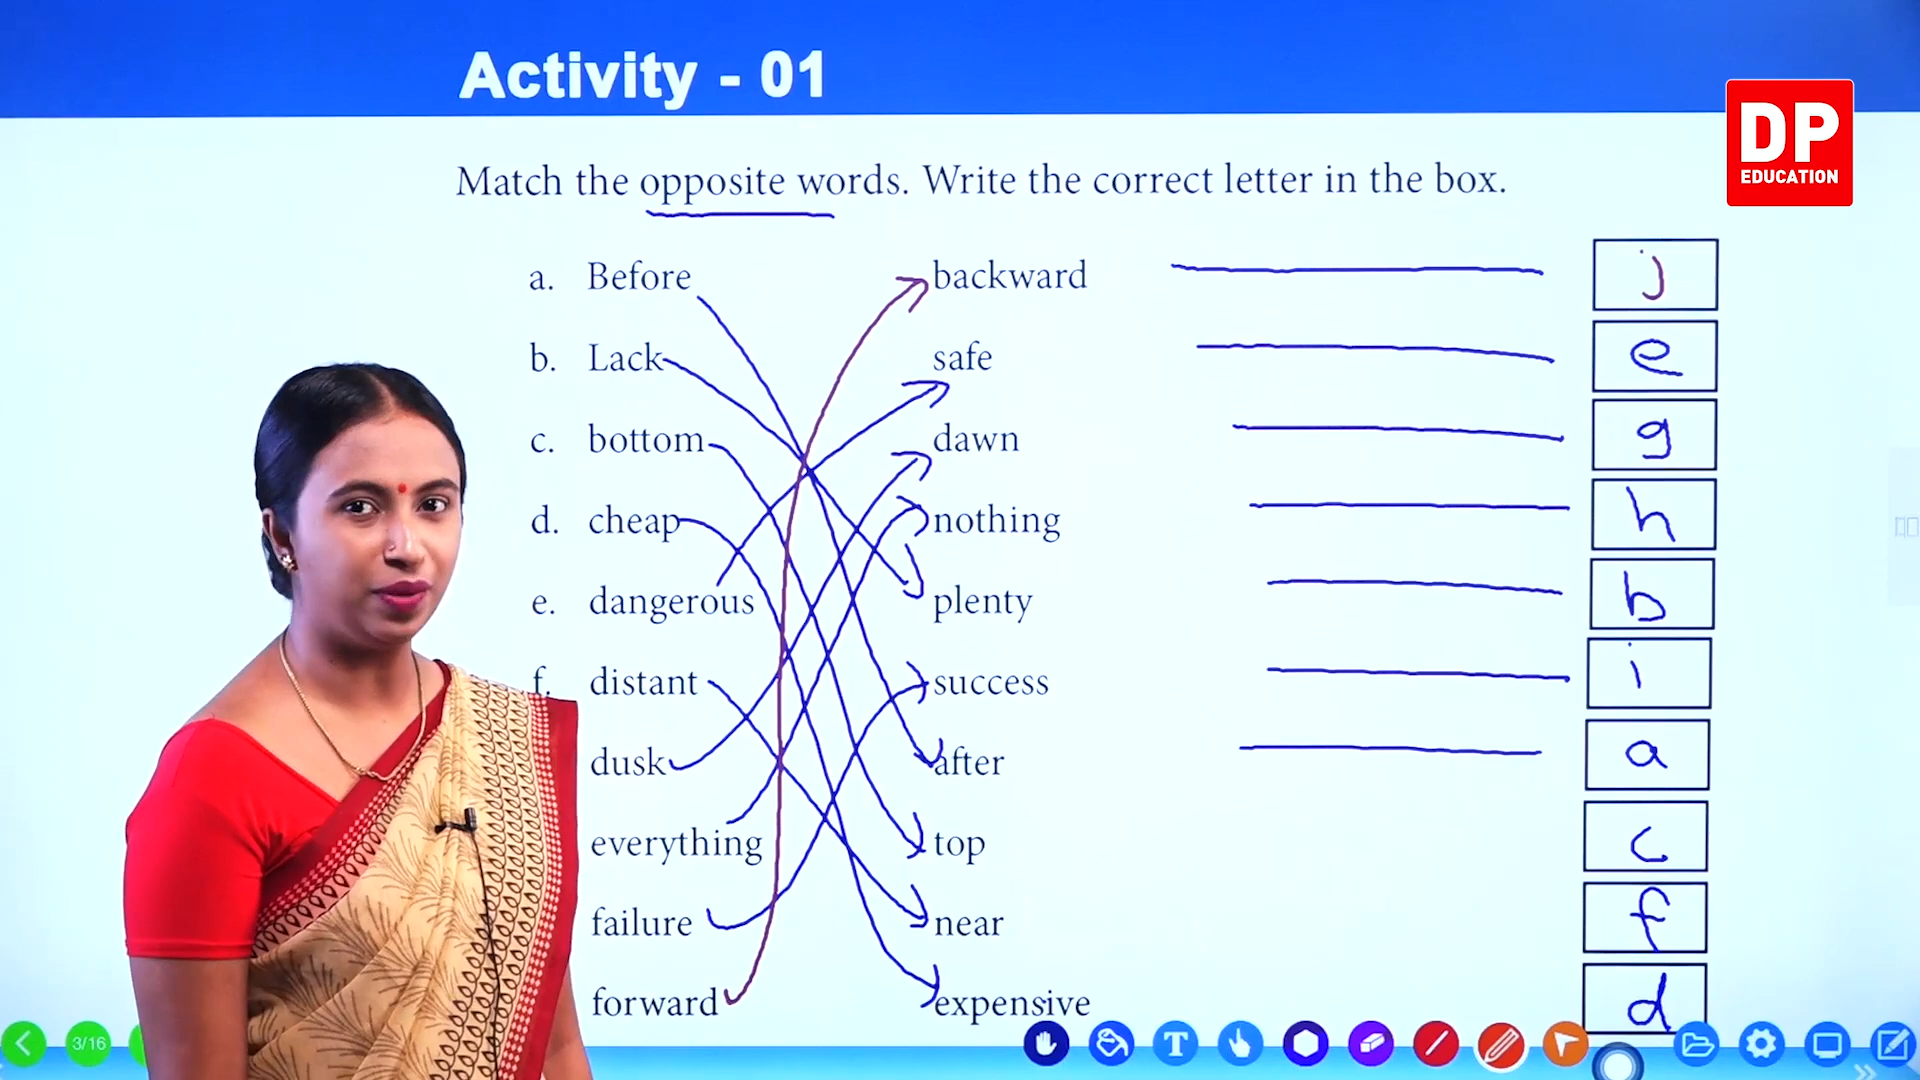 Activity - 01
DP
EDUCATION
Match the opposite words. Write the correct letter in the box.
a. Before backward j
b. Lack safe e
c. bottom dawn g
d. cheap nothing h
e. dangerous plenty b
f. distant success i
dusk after a
everything top c
failure near f
forward expensive d
3/16
T